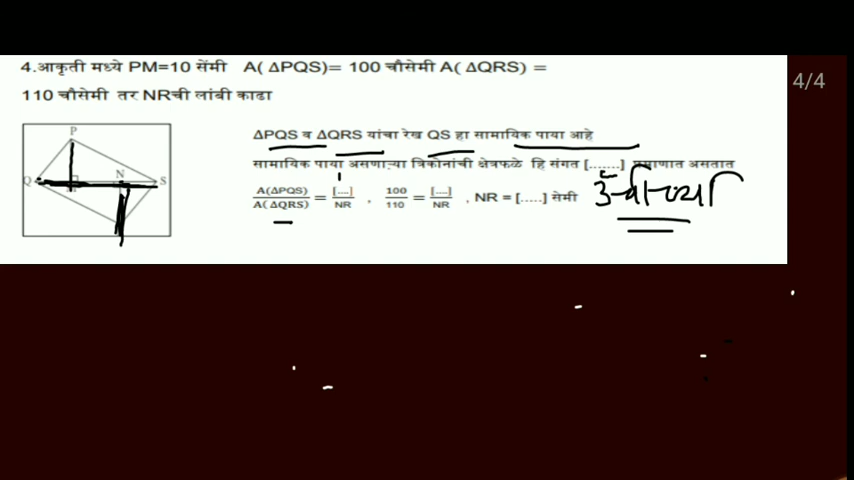 4.आकृती मध्ये PM=10 सेंमी A( ΔPQS)= 100 चौसेमी A( ΔQRS) =
110 चौसेमी तर NRची लांबी काढा
4/4
P
Q
N
S
ΔPQS व ΔQRS यांचा रेख QS हा सामायिक पाया आहे
सामायिक पाया असणाऱ्या त्रिकोनांची क्षेत्रफळे हि संगत [.......] प्रमाणात असतात
A(ΔPQS)/A(ΔQRS) = [....]/NR , 100/110 = [....]/NR , NR = [.....] सेमी